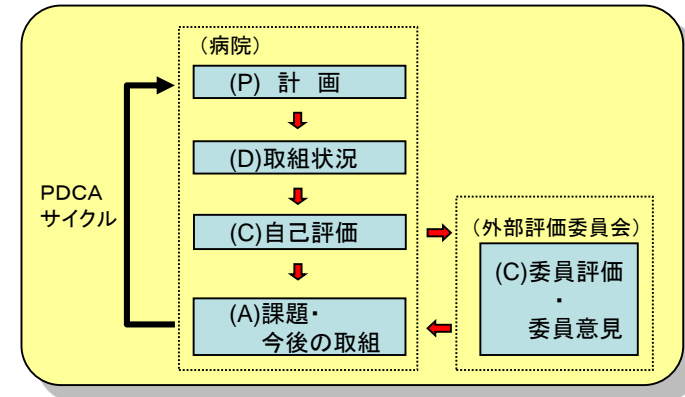 （病院）
(P) 計　画
(D)取組状況
PDCA
サイクル
(C)自己評価
（外部評価委員会）
(C)委員評価
・
委員意見
(A)課題・
今後の取組